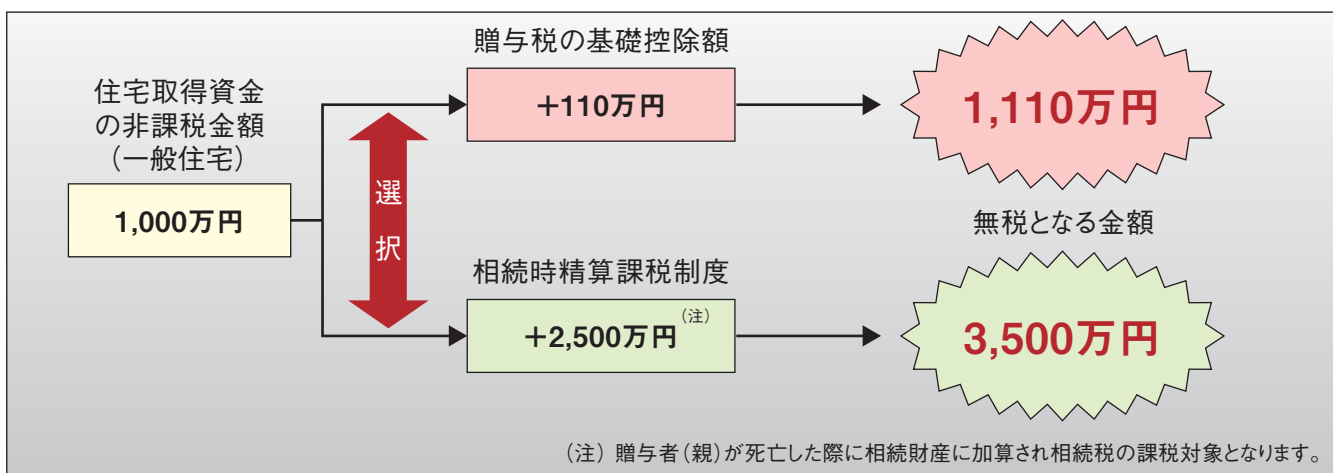 住宅取得資金
の非課税金額
（一般住宅）
1,000万円
選
択
贈与税の基礎控除額
＋110万円
1,110万円
無税となる金額
相続時精算課税制度
＋2,500万円（注）
3,500万円
（注）贈与者（親）が死亡した際に相続財産に加算され相続税の課税対象となります。